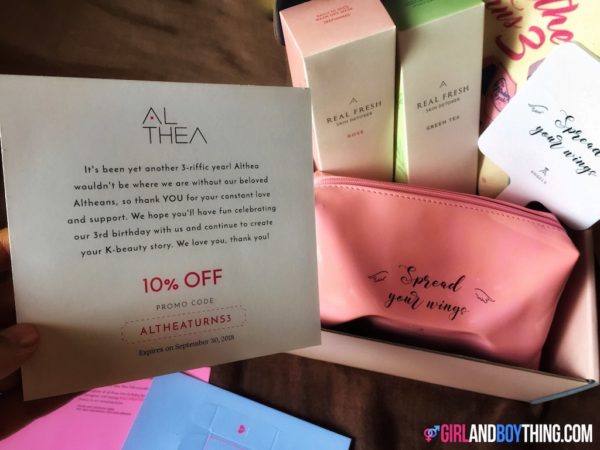 AL
THEA
It's been yet another 3-riffic year! Althea
wouldn't be where we are without our beloved
Altheans, so thank YOU for your constant love
and support. We hope you'll have fun celebrating
our 3rd birthday with us and continue to create
your K-beauty story. We love you, thank you!
10% OFF
PROMO CODE
ALTHEATURNS3
Expires on September 30, 2018
REAL FRESH
SKIN DETOXER
ROSE
REAL FRESH
SKIN DETOXER
GREEN TEA
the
turns 3
Spread
your wings
ANGELS
Spread
your wings
GIRLANDBOYTHING.COM